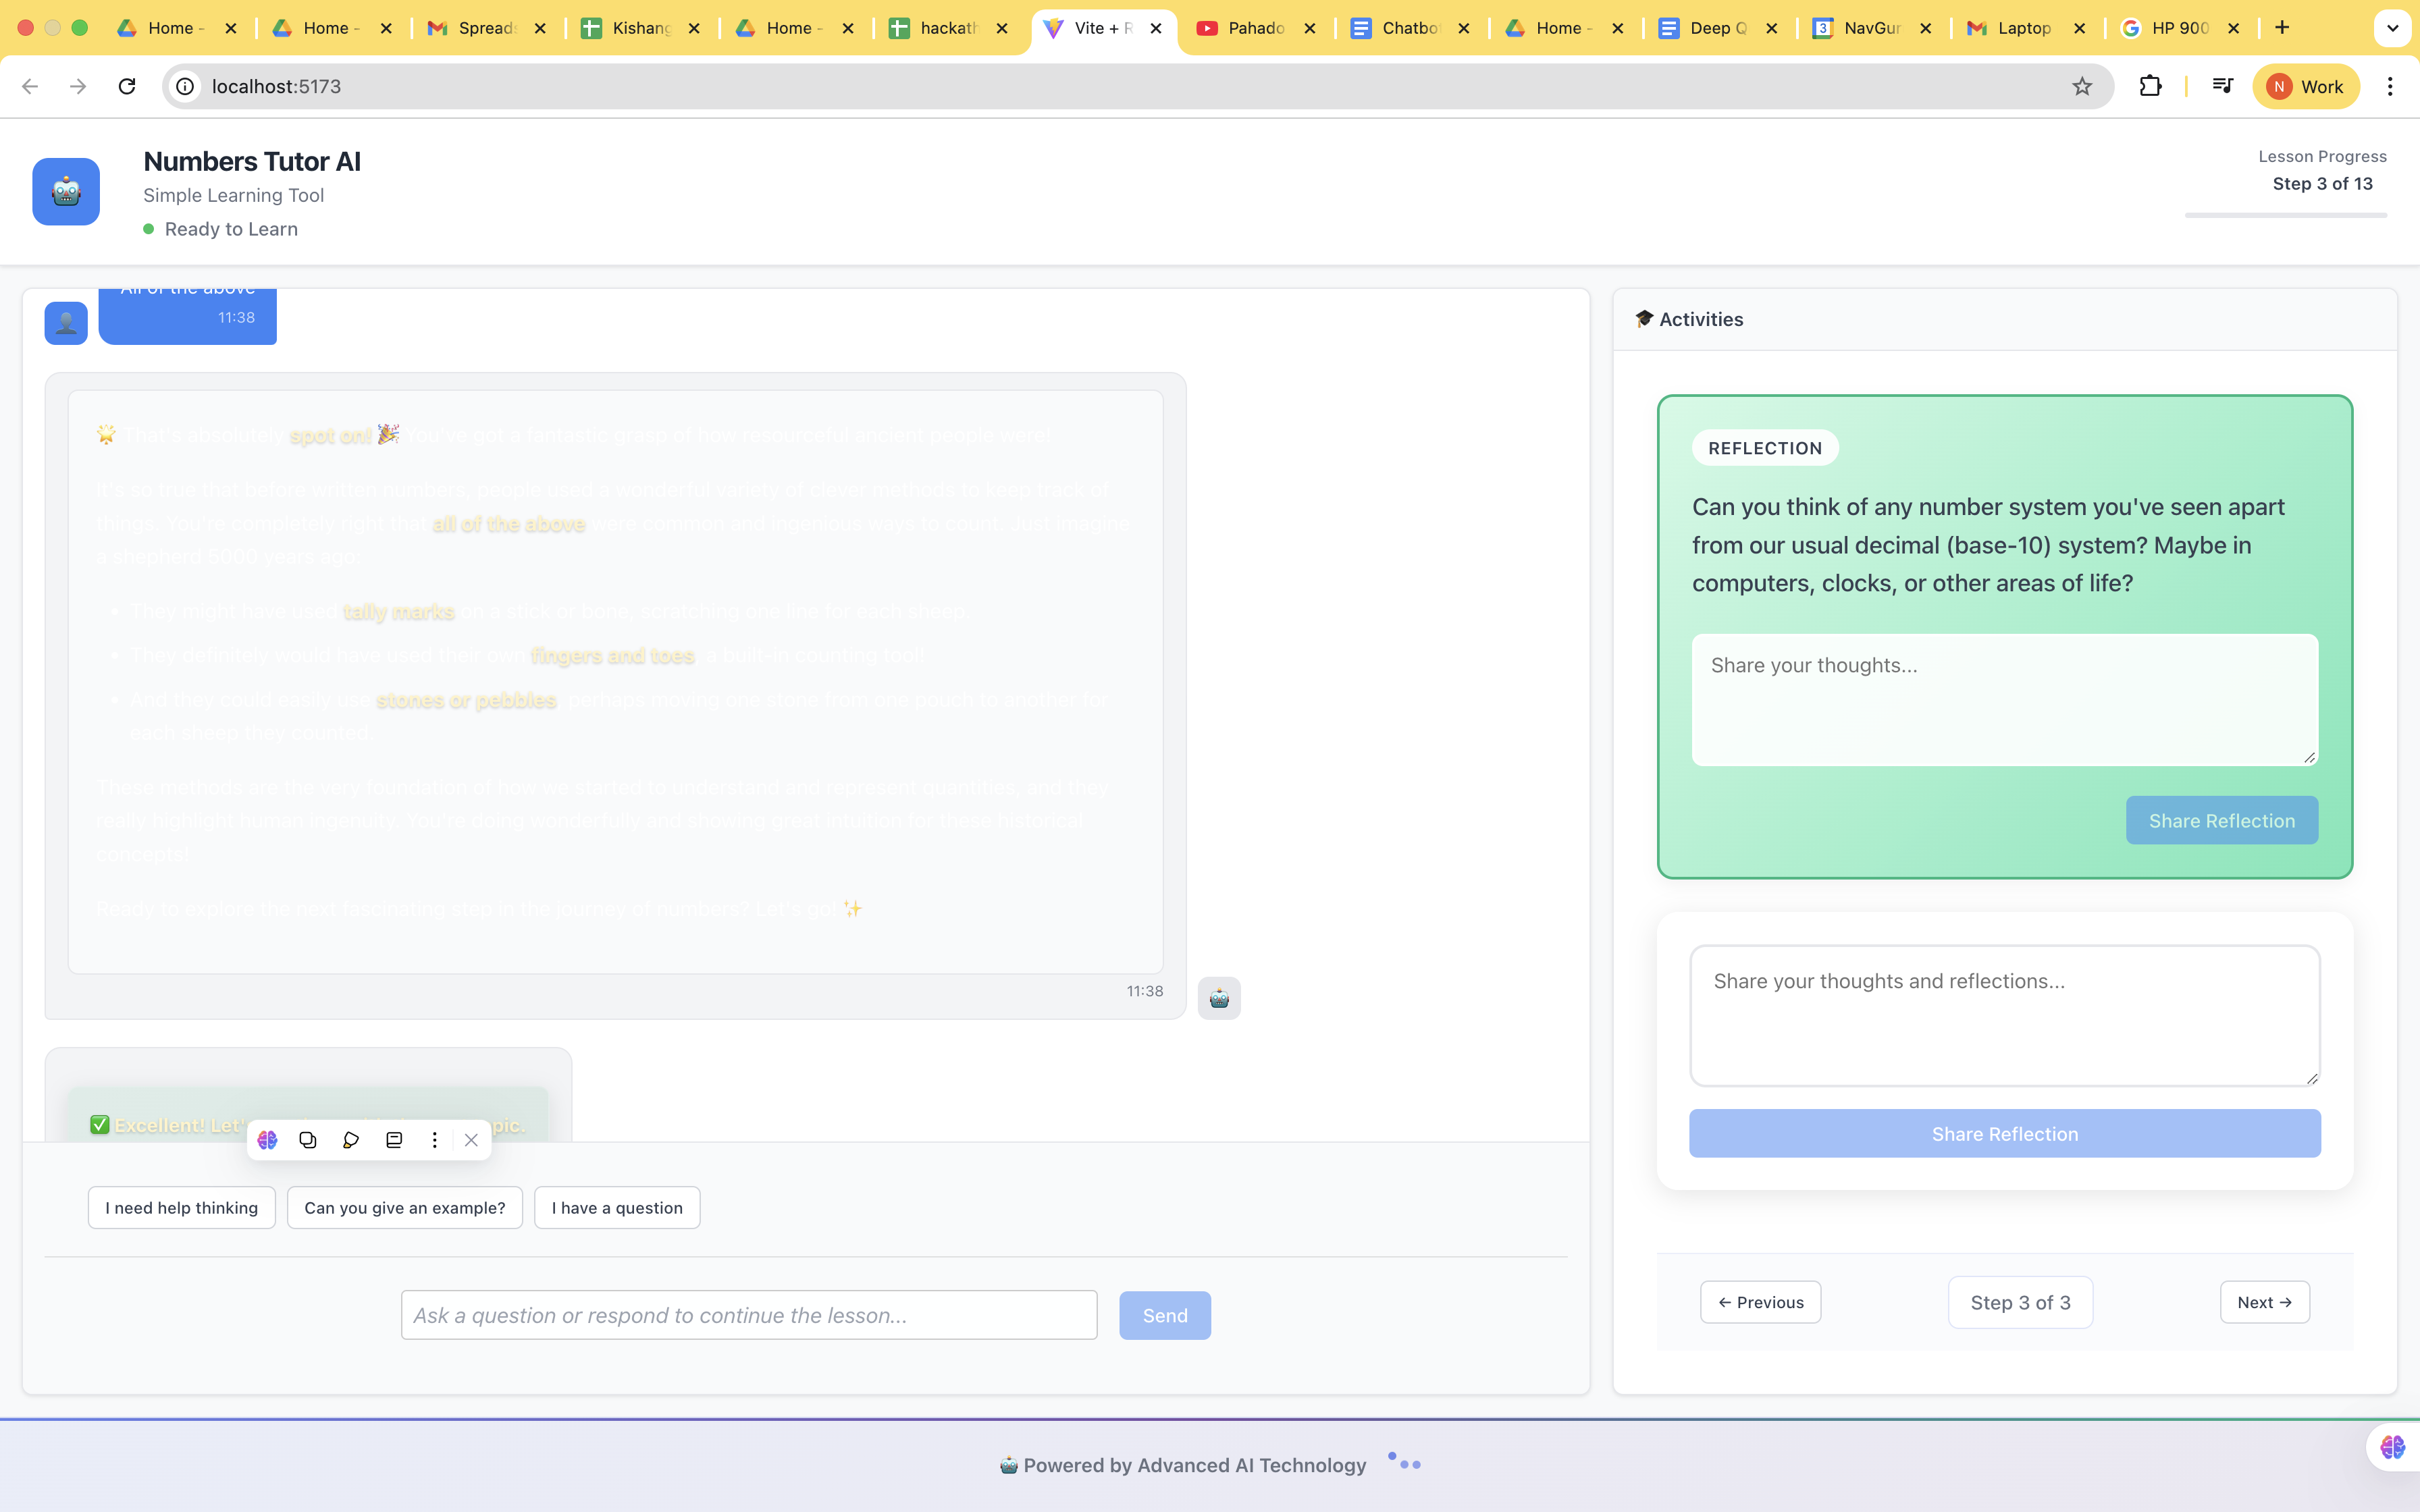 Home -
Home -
Spread
Kishang
Home -
hackath
Vite + R
Pahado
Chatbo
Home -
Deep Q
NavGur
Laptop
HP 900
localhost:5173
N Work
Numbers Tutor AI
Simple Learning Tool
Ready to Learn
Lesson Progress
Step 3 of 13
All of the above
11:38
🌟 That's absolutely spot on! 🎉 You've got a fantastic grasp of how resourceful ancient people were!
It's so true that before written numbers, people used a wonderful variety of clever methods to keep track of
things. You're completely right that all of the above were common and ingenious ways to count. Just imagine
a shepherd 5000 years ago:
• They might have used tally marks on a stick or bone, scratching one line for each sheep.
• They definitely would have used their own fingers and toes, a built-in counting tool!
• And they could easily use stones or pebbles, perhaps moving one stone from one pouch to another for
each sheep they counted.
These methods are the very foundation of how we started to understand and represent quantities, and they
really highlight human ingenuity. You're doing wonderfully and showing great intuition for these historical
concepts!
Ready to explore the next fascinating step in the journey of numbers? Let's go! ✨
11:38
✅ Excellent! Let' pic.
I need help thinking
Can you give an example?
I have a question
Ask a question or respond to continue the lesson...
Send
🎓 Activities
REFLECTION
Can you think of any number system you've seen apart
from our usual decimal (base-10) system? Maybe in
computers, clocks, or other areas of life?
Share your thoughts...
Share Reflection
Share your thoughts and reflections...
Share Reflection
← Previous
Step 3 of 3
Next →
🤖 Powered by Advanced AI Technology